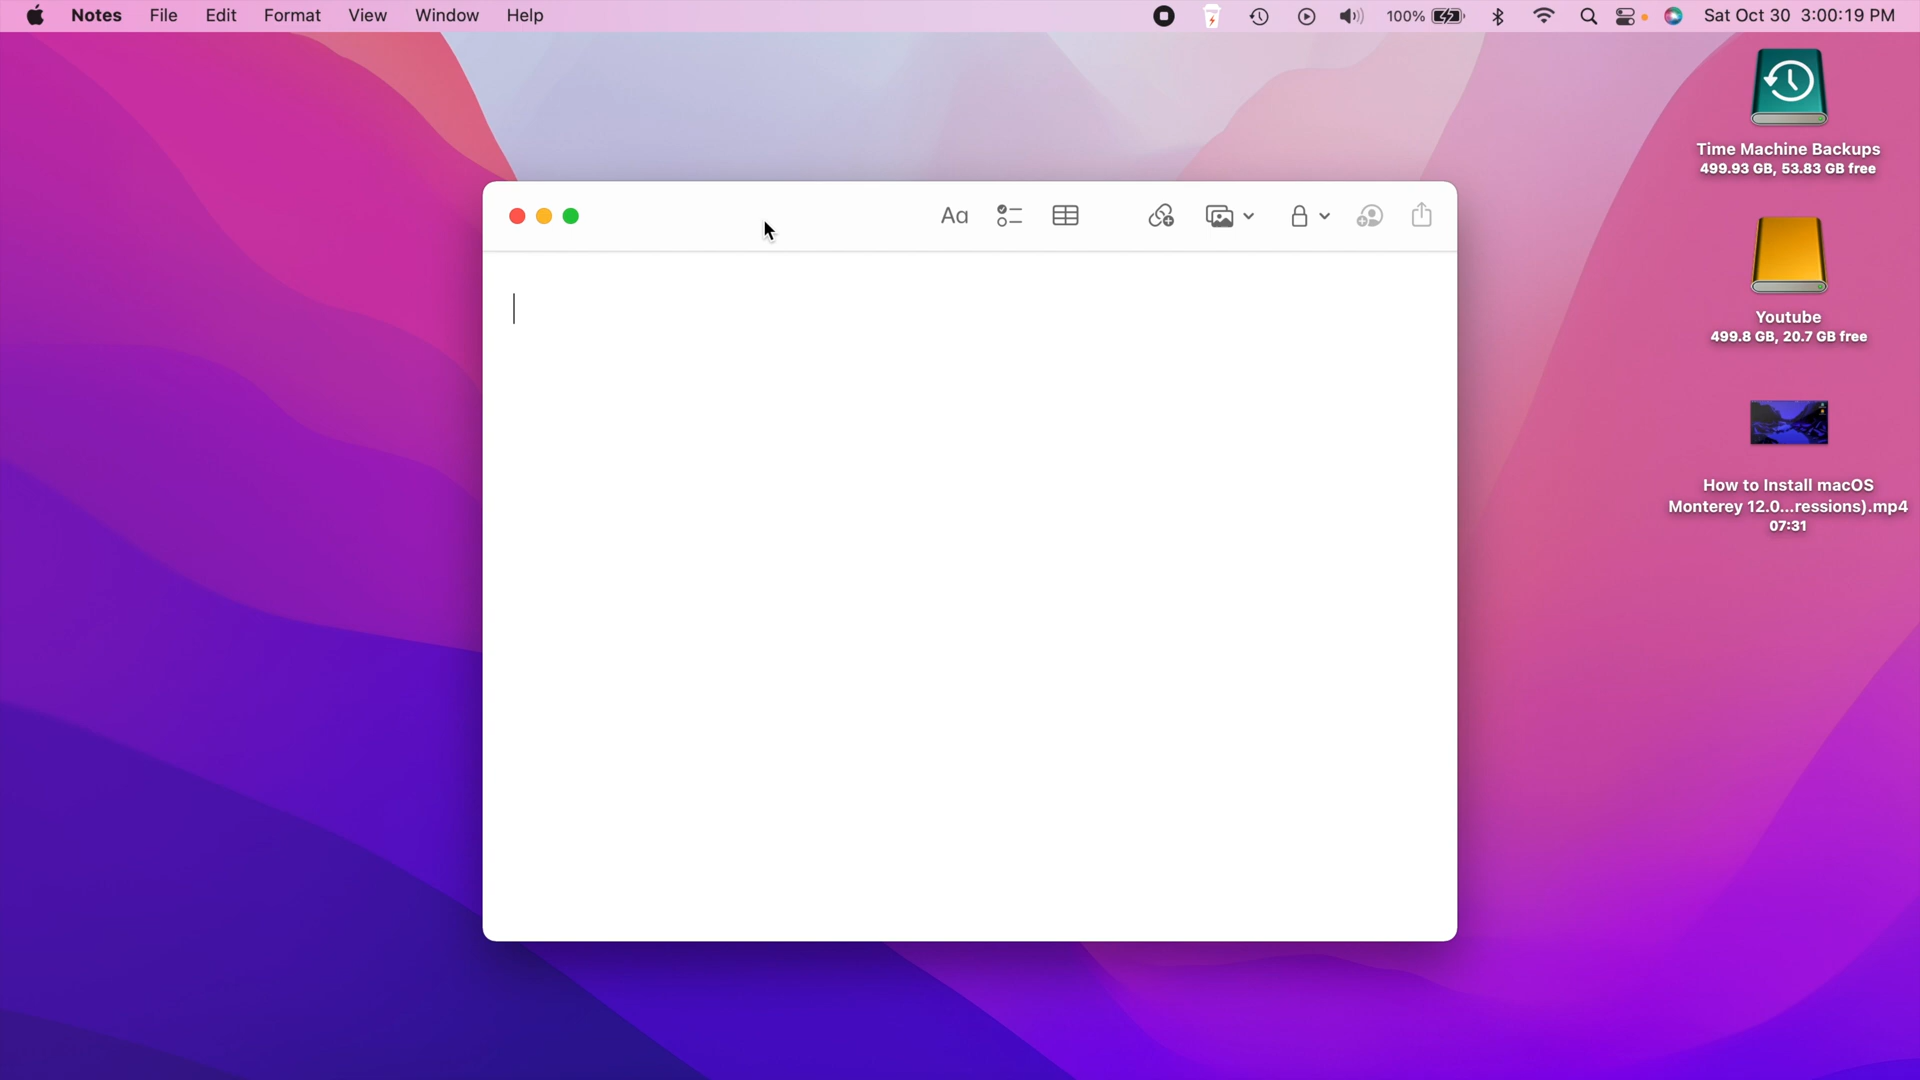 Notes File Edit Format View Window Help 100% Sat Oct 30 3:00:19 PM
Time Machine Backups
499.93 GB, 53.83 GB free
Aa
Youtube
499.8 GB, 20.7 GB free
How to Install macOS
Monterey 12.0...ressions).mp4
07:31